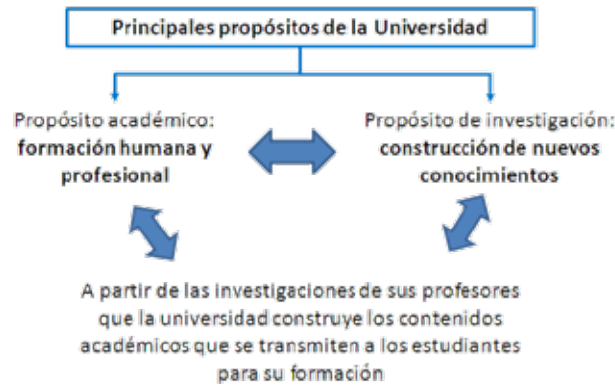 Principales propósitos de la Universidad
Propósito académico:
formación humana y
profesional
Propósito de investigación:
construcción de nuevos
conocimientos
A partir de las investigaciones de sus profesores
que la universidad construye los contenidos
académicos que se transmiten a los estudiantes
para su formación